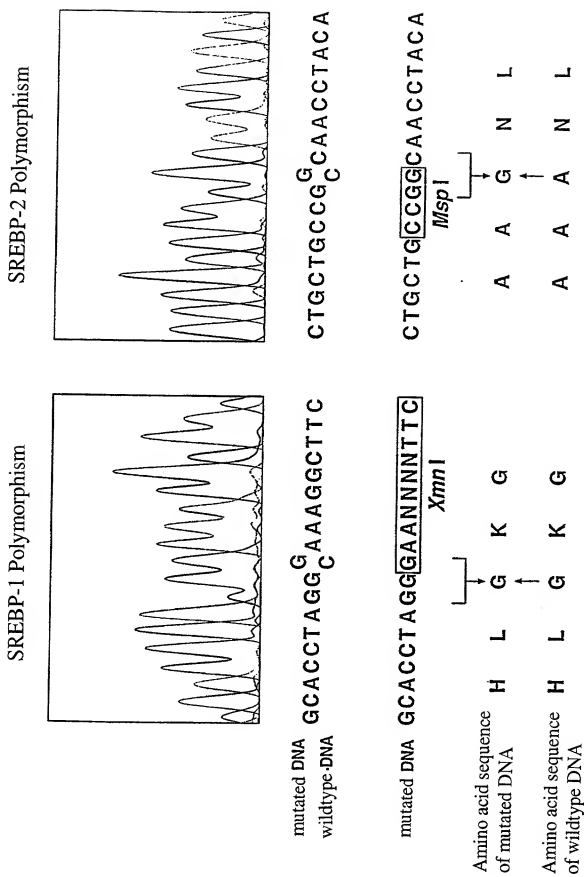 SREBP-1 Polymorphism
SREBP-2 Polymorphism
mutated DNA
wildtype·DNA
GCACCTAGG G AAAGGCTTC
C
CTGCTGCCG G CAACCTACA
C
mutated DNA GCACCTAGGGAANNNNTTC
XmnI
CTGCTGCCGGCAACCTACA
MspI
Amino acid sequence
of mutated DNA
H L G K G
A A G N L
Amino acid sequence
of wildtype DNA
H L G K G
A A A N L